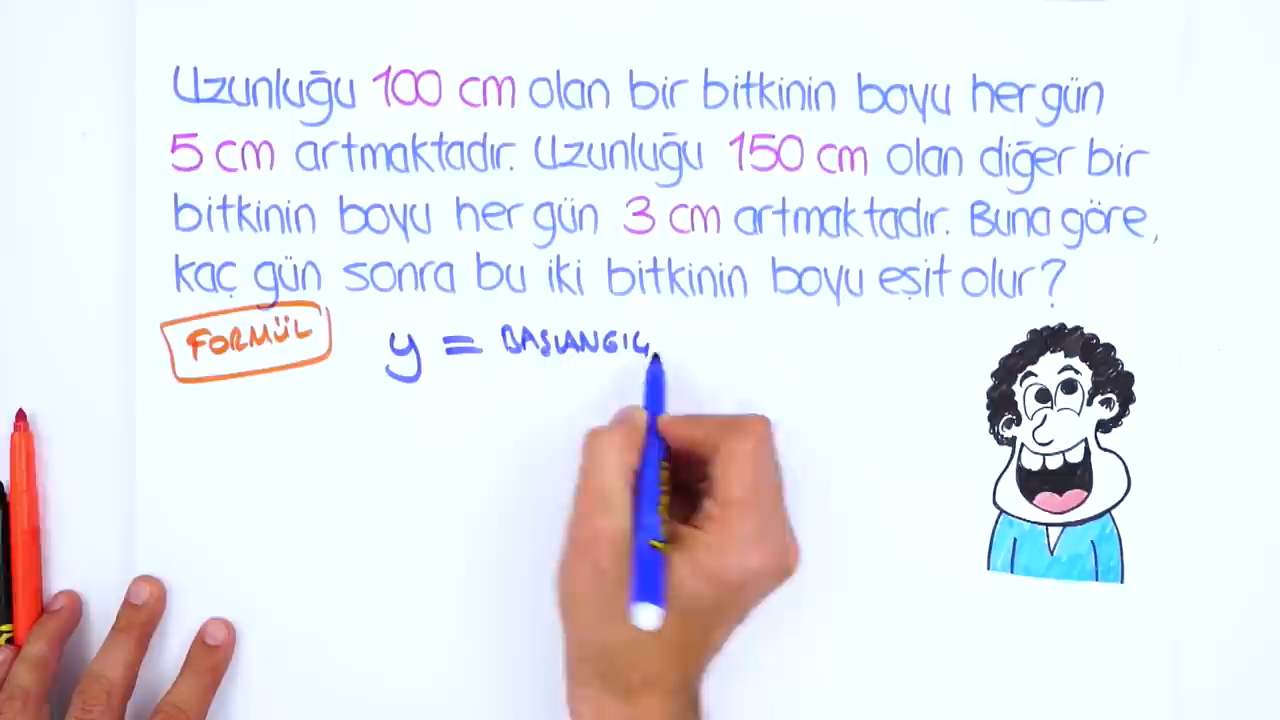 Uzunluğu 100 cm olan bir bitkinin boyu her gün
5 cm artmaktadır. Uzunluğu 150 cm olan diğer bir
bitkinin boyu her gün 3 cm artmaktadır. Buna göre,
kaç gün sonra bu iki bitkinin boyu eşit olur?
FORMÜL y = BAŞLANGIÇ